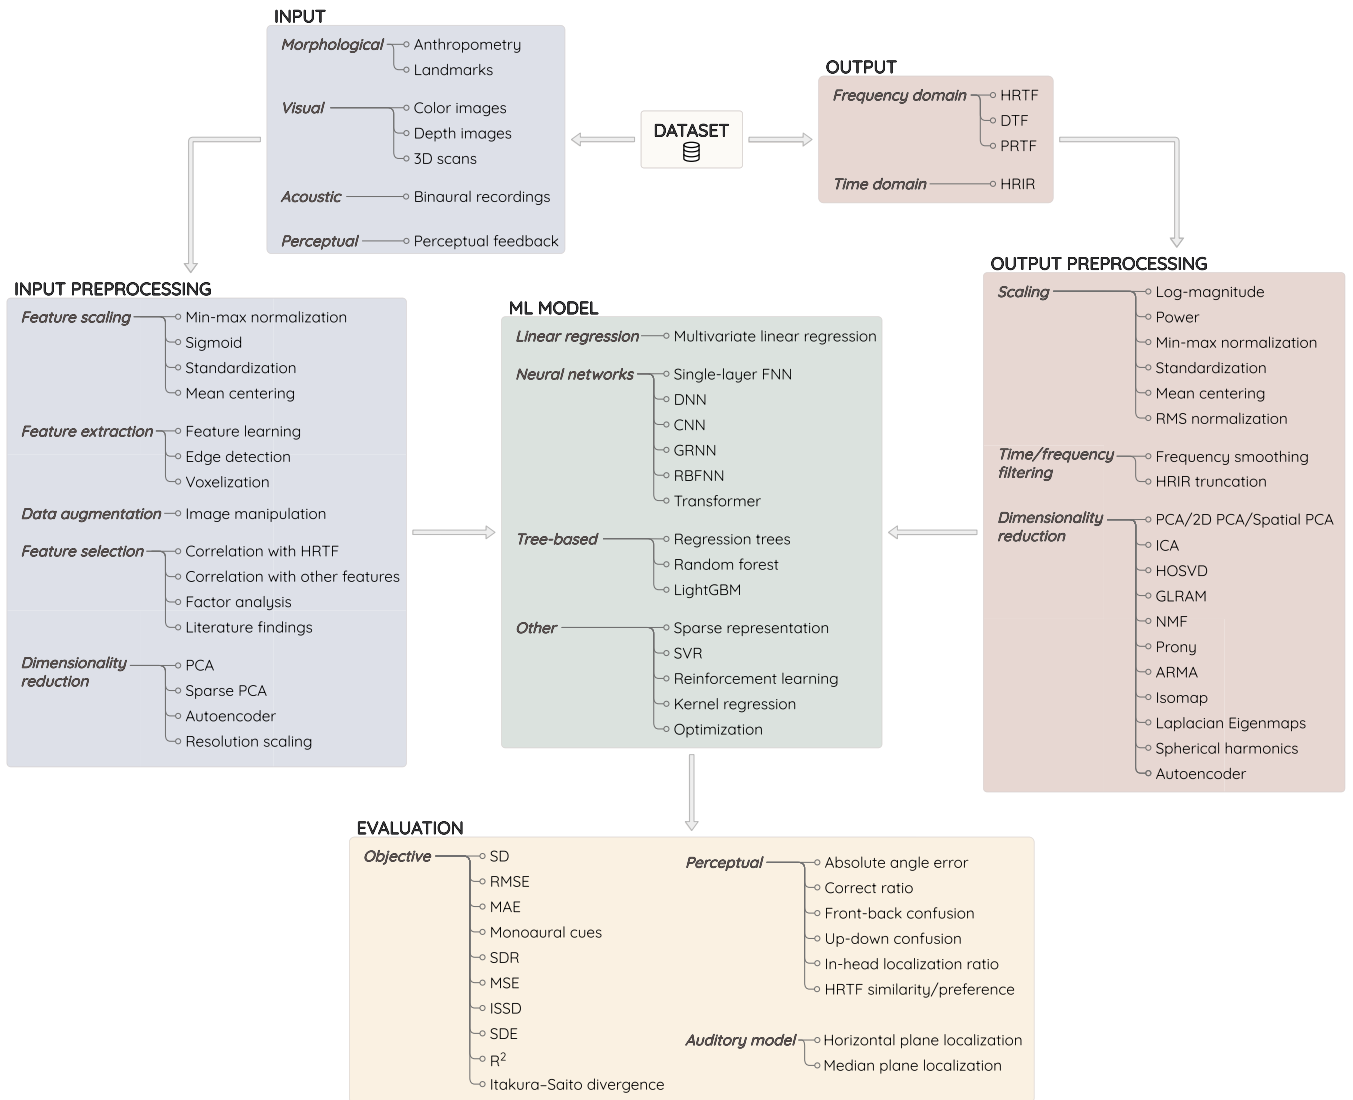 INPUT
Morphological
Anthropometry
Landmarks
Visual
Color images
Depth images
3D scans
Acoustic
Binaural recordings
Perceptual
Perceptual feedback
DATASET
OUTPUT
Frequency domain
HRTF
DTF
PRTF
Time domain
HRIR
INPUT PREPROCESSING
Feature scaling
Min-max normalization
Sigmoid
Standardization
Mean centering
Feature extraction
Feature learning
Edge detection
Voxelization
Data augmentation
Image manipulation
Feature selection
Correlation with HRTF
Correlation with other features
Factor analysis
Literature findings
Dimensionality
reduction
PCA
Sparse PCA
Autoencoder
Resolution scaling
ML MODEL
Linear regression
Multivariate linear regression
Neural networks
Single-layer FNN
DNN
CNN
GRNN
RBFNN
Transformer
Tree-based
Regression trees
Random forest
LightGBM
Other
Sparse representation
SVR
Reinforcement learning
Kernel regression
Optimization
OUTPUT PREPROCESSING
Scaling
Log-magnitude
Power
Min-max normalization
Standardization
Mean centering
RMS normalization
Time/frequency
filtering
Frequency smoothing
HRIR truncation
Dimensionality
reduction
PCA/2D PCA/Spatial PCA
ICA
HOSVD
GLRAM
NMF
Prony
ARMA
Isomap
Laplacian Eigenmaps
Spherical harmonics
Autoencoder
EVALUATION
Objective
SD
RMSE
MAE
Monoaural cues
SDR
MSE
ISSD
SDE
R²
Itakura–Saito divergence
Perceptual
Absolute angle error
Correct ratio
Front-back confusion
Up-down confusion
In-head localization ratio
HRTF similarity/preference
Auditory model
Horizontal plane localization
Median plane localization